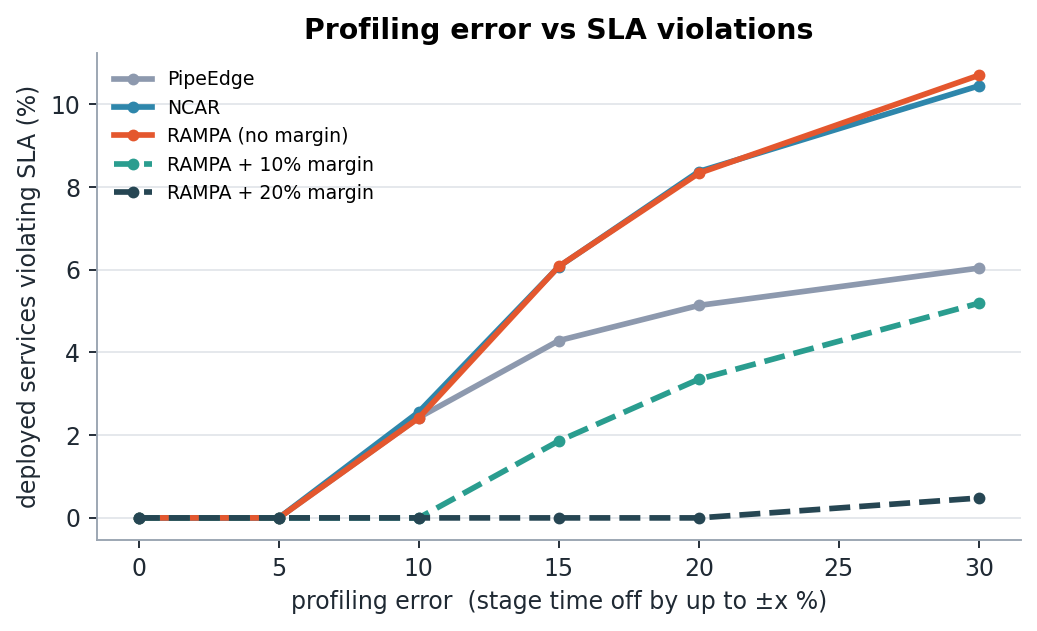 Profiling error vs SLA violations
PipeEdge
NCAR
RAMPA (no margin)
RAMPA + 10% margin
RAMPA + 20% margin
deployed services violating SLA (%)
10
8
6
4
2
0
0 5 10 15 20 25 30
profiling error (stage time off by up to ±x %)